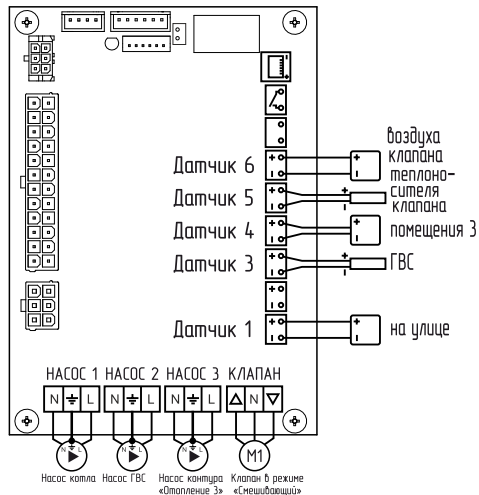 воздуха
клапана
Датчик 6
теплоно-
сителя
клапана
Датчик 5
Датчик 4
помещения 3
Датчик 3
ГВС
Датчик 1
на улице
НАСОС 1 НАСОС 2 НАСОС 3 КЛАПАН
N L N L N L N
N L N L N L M1
Насос котла Насос ГВС Насос контура «Отопление 3» Клапан в режиме «Смешивающий»